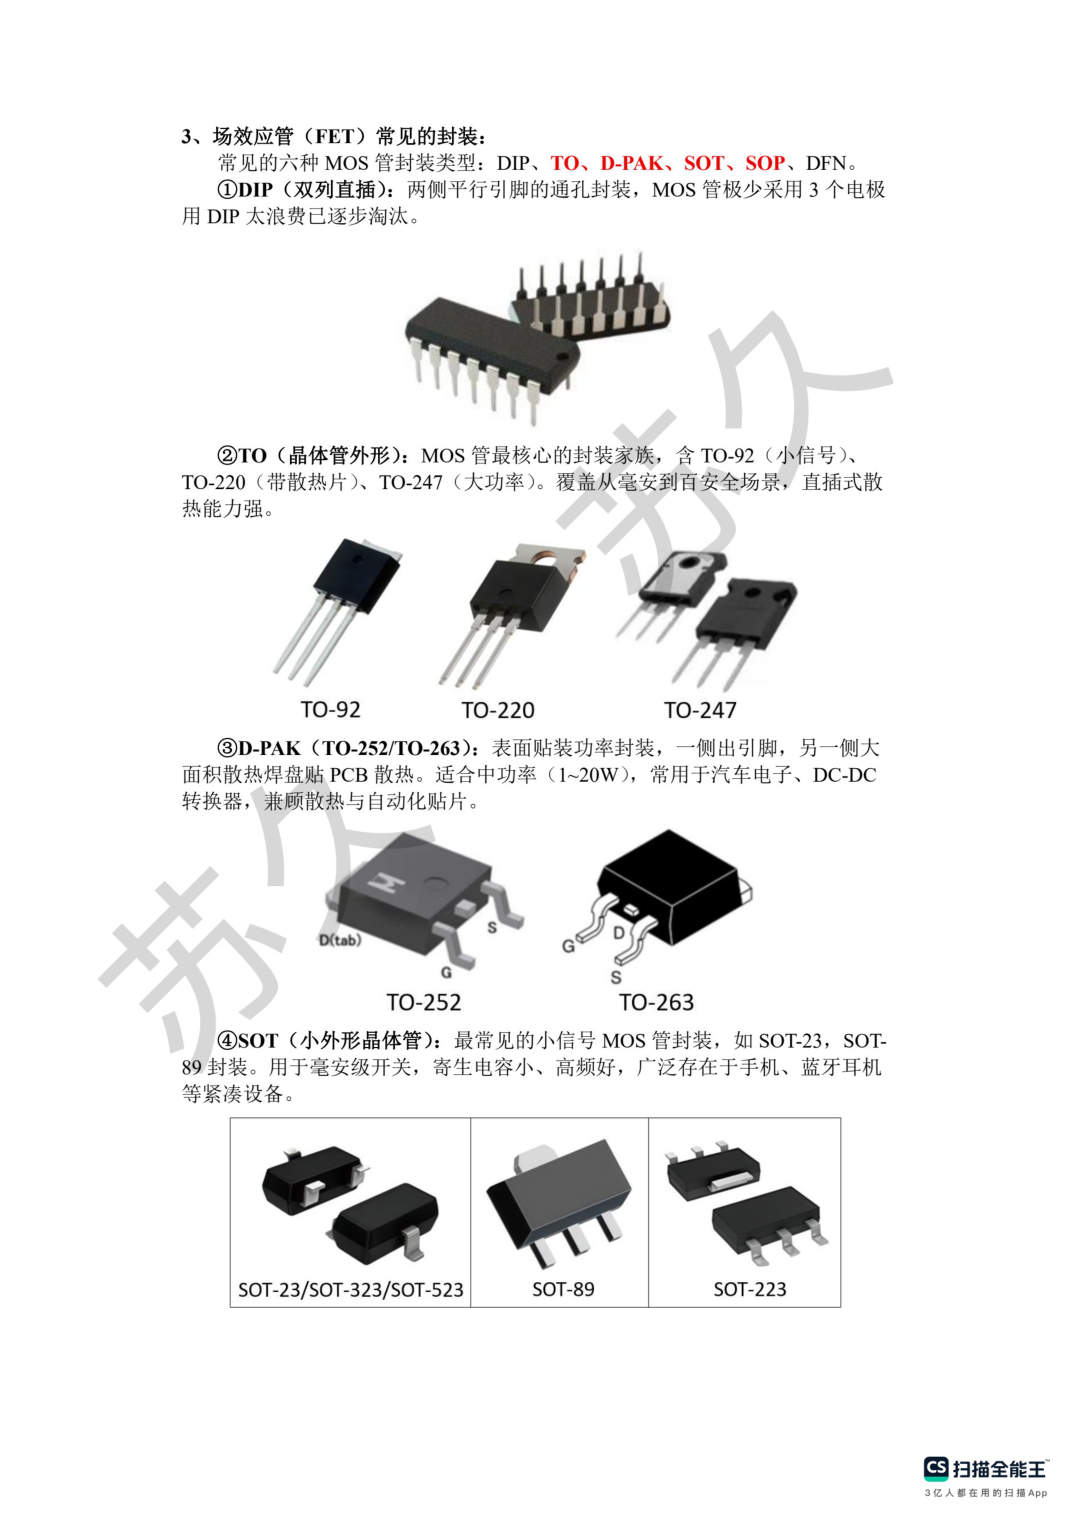 3、场效应管（FET）常见的封装：
常见的六种 MOS 管封装类型：DIP、TO、D-PAK、SOT、SOP、DFN。
①DIP（双列直插）：两侧平行引脚的通孔封装，MOS 管极少采用 3 个电极
用 DIP 太浪费已逐步淘汰。
②TO（晶体管外形）：MOS 管最核心的封装家族，含 TO-92（小信号）、
TO-220（带散热片）、TO-247（大功率）。覆盖从毫安到百安全场景，直插式散
热能力强。
TO-92 TO-220 TO-247
③D-PAK（TO-252/TO-263）：表面贴装功率封装，一侧出引脚，另一侧大
面积散热焊盘贴 PCB 散热。适合中功率（1~20W），常用于汽车电子、DC-DC
转换器，兼顾散热与自动化贴片。
D(tab) G S
G D S
TO-252 TO-263
④SOT（小外形晶体管）：最常见的小信号 MOS 管封装，如 SOT-23，SOT-
89 封装。用于毫安级开关，寄生电容小、高频好，广泛存在于手机、蓝牙耳机
等紧凑设备。
SOT-23/SOT-323/SOT-523 SOT-89 SOT-223
苏久
苏久
CS 扫描全能王
3亿人都在用的扫描App